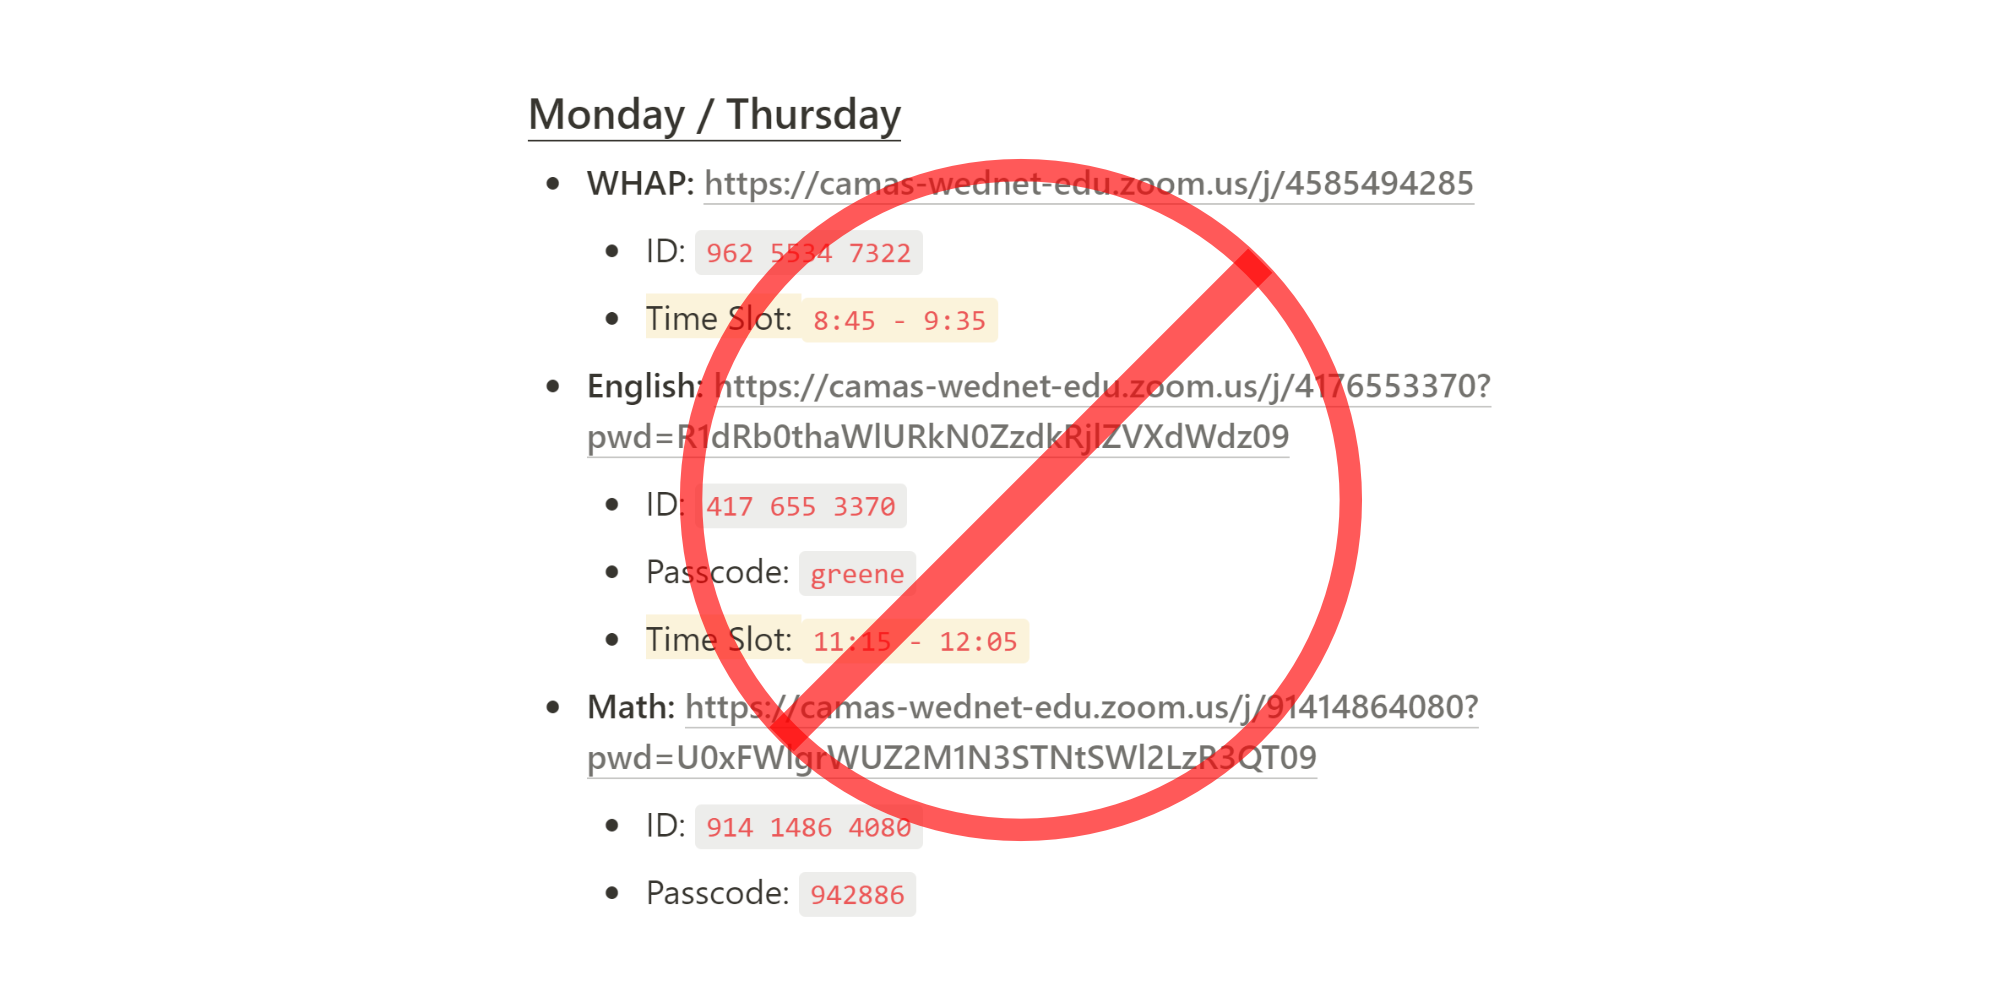 Monday / Thursday
WHAP: https://camas-wednet-edu.zoom.us/j/4585494285
ID: 962 5534 7322
Time Slot: 8:45 - 9:35
English: https://camas-wednet-edu.zoom.us/j/4176553370?
pwd=R1dRb0thaWlURkN0ZzdkRjlZVXdWdz09
ID: 417 655 3370
Passcode: greene
Time Slot: 11:15 - 12:05
Math: https://camas-wednet-edu.zoom.us/j/91414864080?
pwd=U0xFWlgrWUZ2M1N3STNtSWl2LzR3QT09
ID: 914 1486 4080
Passcode: 942886